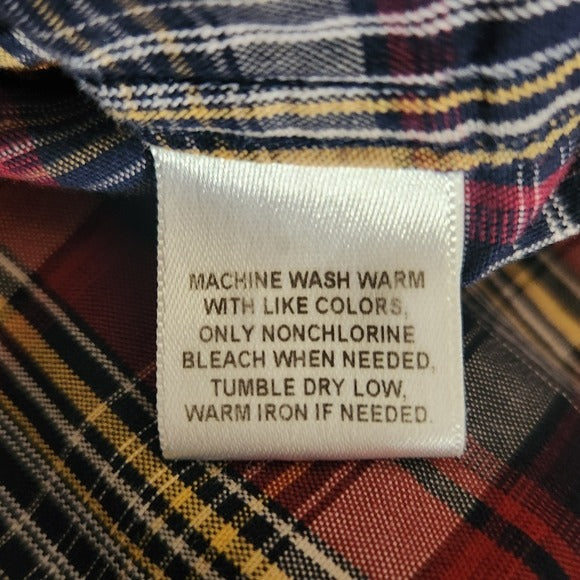 MACHINE WASH WARM
WITH LIKE COLORS,
ONLY NONCHLORINE
BLEACH WHEN NEEDED,
TUMBLE DRY LOW,
WARM IRON IF NEEDED.